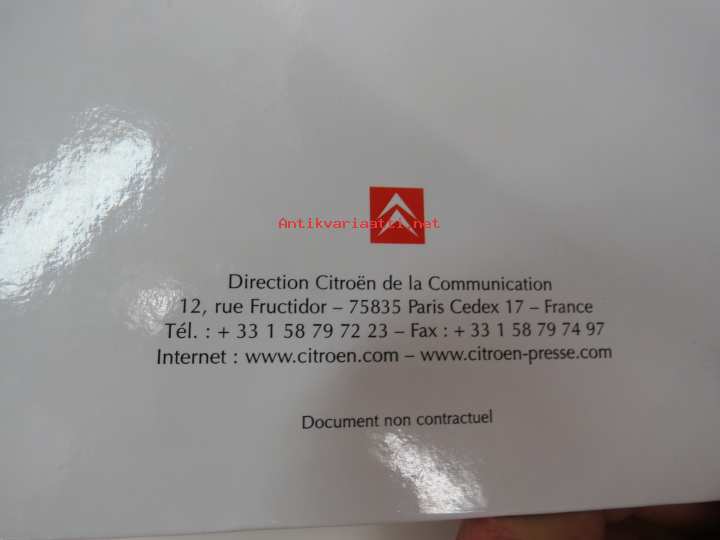 Antikvariaatti.net
Direction Citroën de la Communication
12, rue Fructidor – 75835 Paris Cedex 17 – France
Tél. : + 33 1 58 79 72 23 – Fax : + 33 1 58 79 74 97
Internet : www.citroen.com – www.citroen-presse.com
Document non contractuel